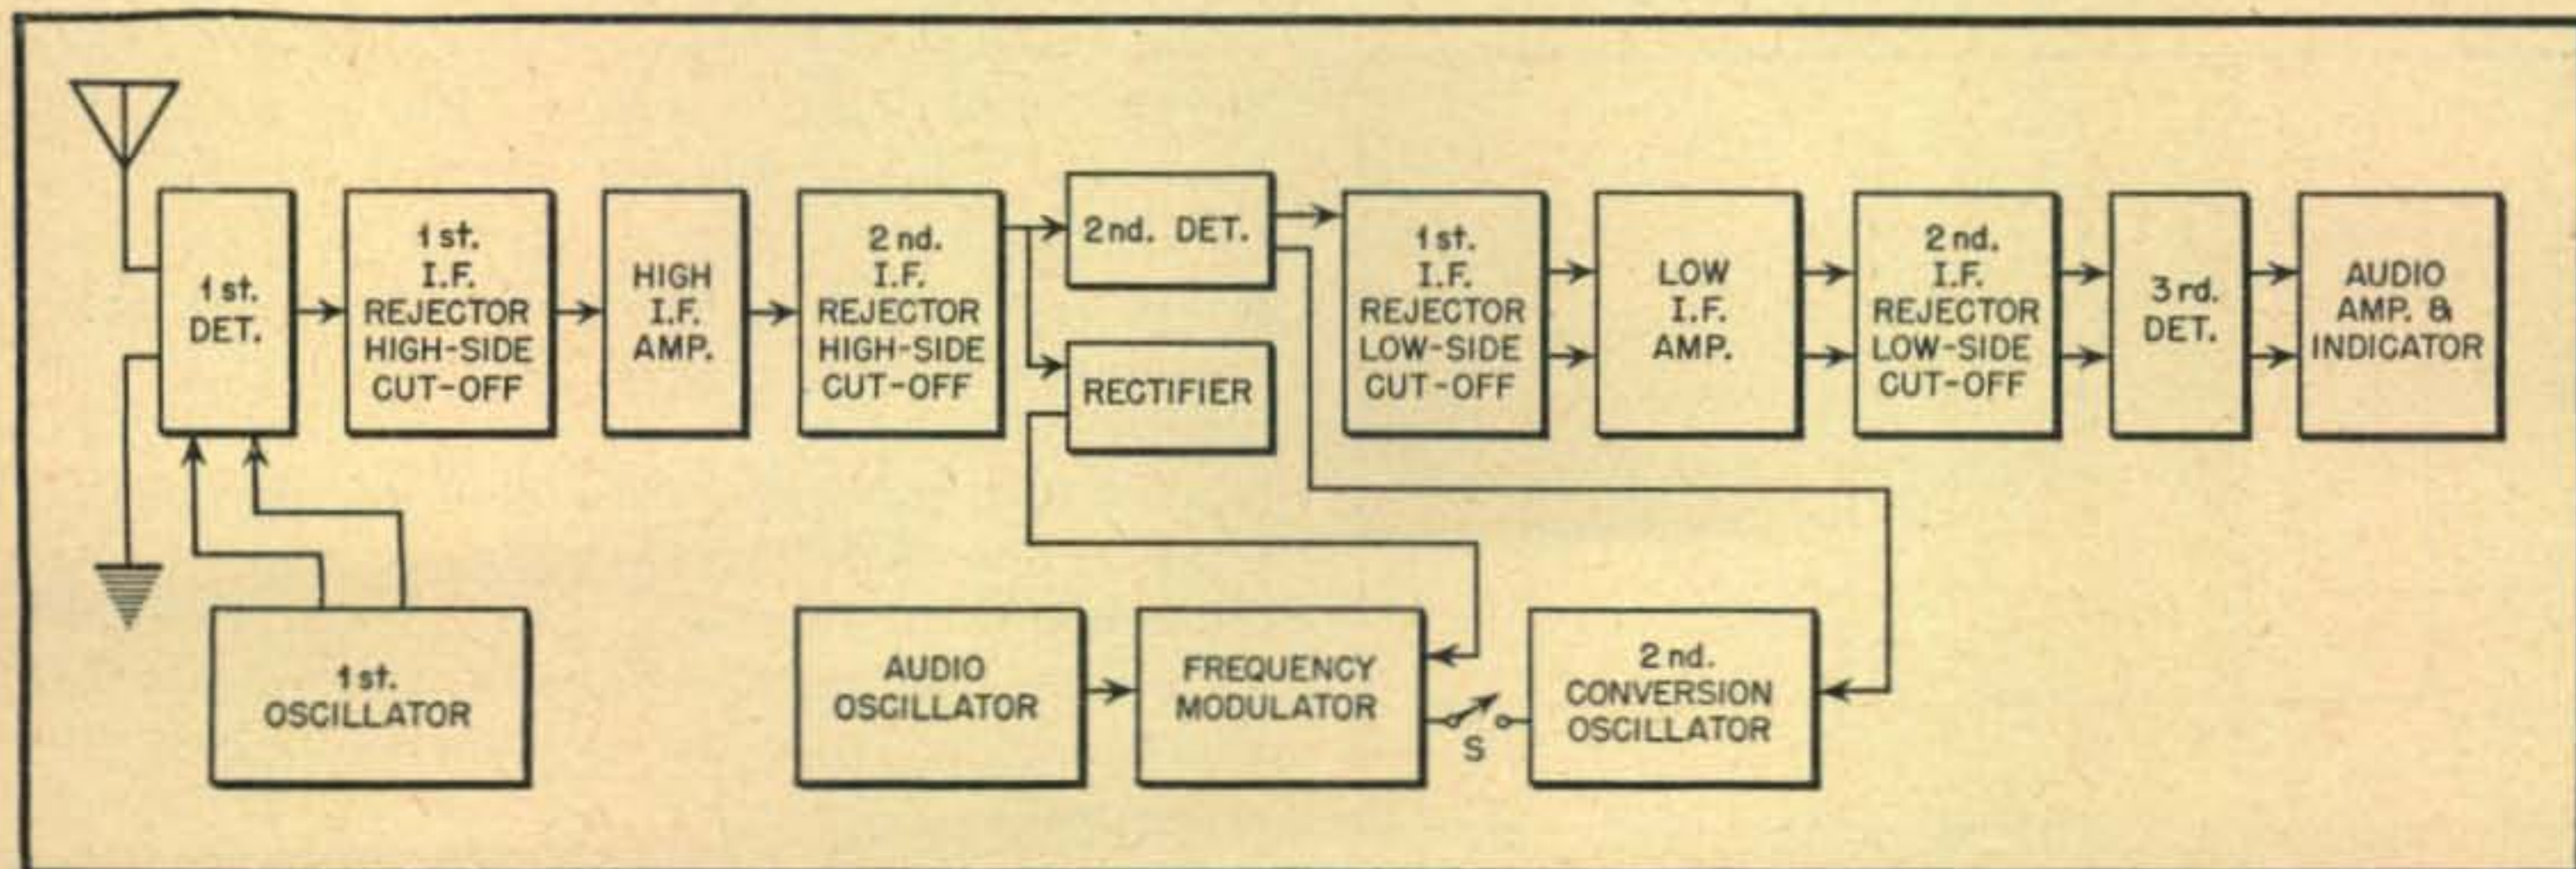 1st.
DET.
1st.
I.F.
REJECTOR
HIGH-SIDE
CUT-OFF
HIGH
I.F.
AMP.
2nd.
I.F.
REJECTOR
HIGH-SIDE
CUT-OFF
2nd. DET.
RECTIFIER
1st.
I.F.
REJECTOR
LOW-SIDE
CUT-OFF
LOW
I.F.
AMP.
2nd.
I.F.
REJECTOR
LOW-SIDE
CUT-OFF
3rd.
DET.
AUDIO
AMP. &
INDICATOR
1st.
OSCILLATOR
AUDIO
OSCILLATOR
FREQUENCY
MODULATOR
S
2nd.
CONVERSION
OSCILLATOR